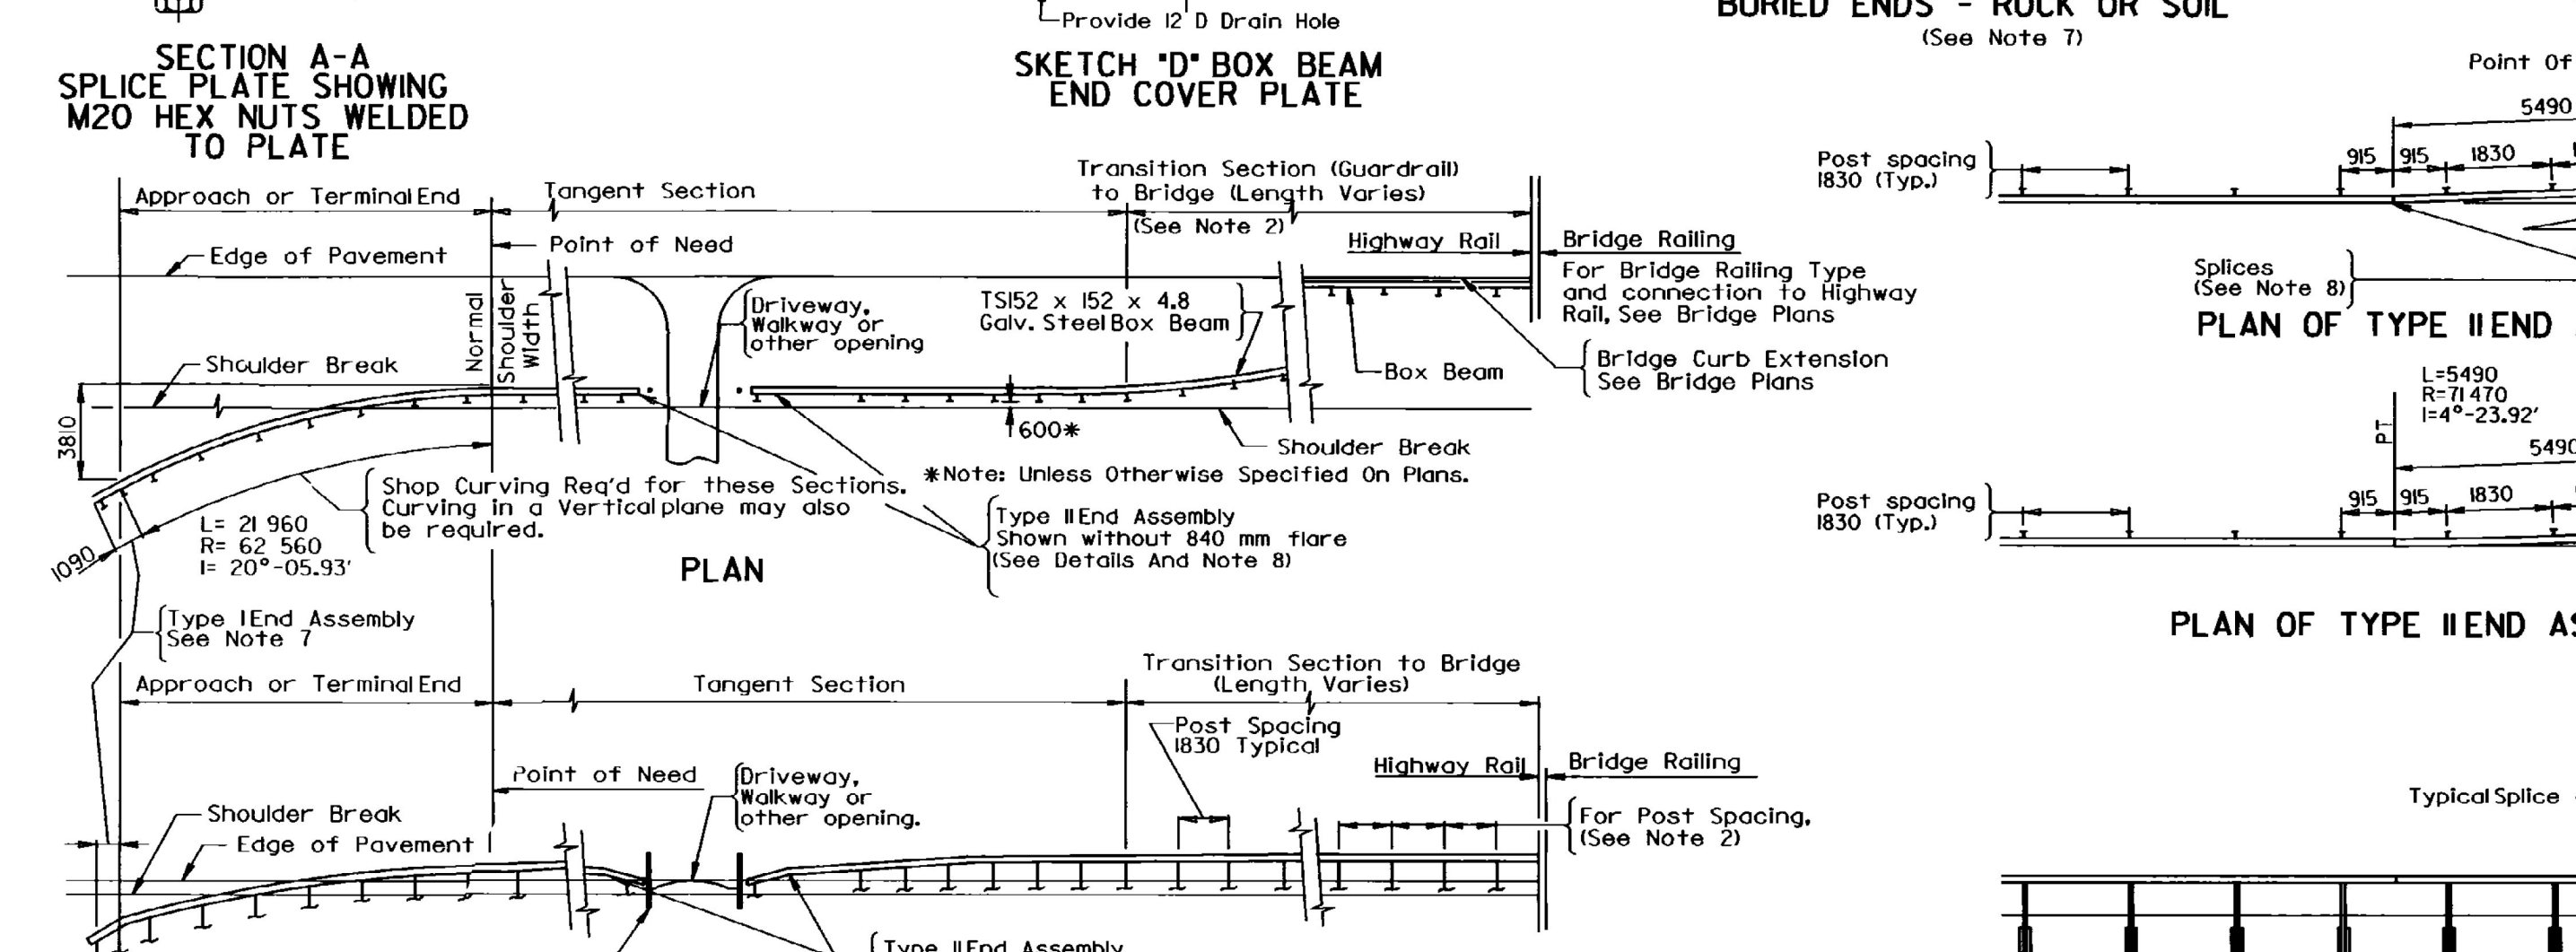 Provide 12 D Drain Hole
SECTION A-A
SPLICE PLATE SHOWING
M20 HEX NUTS WELDED
TO PLATE
SKETCH "D" BOX BEAM
END COVER PLATE
BURIED ENDS - ROCK OR SOIL
(See Note 7)
Approach or Terminal End
Tangent Section
Transition Section (Guardrail)
to Bridge (Length Varies)
(See Note 2)
Point of Need
Edge of Pavement
Highway Rail
Bridge Railing
For Bridge Railing Type
and connection to Highway
Rail, See Bridge Plans
Normal
Shoulder
Width
Driveway,
Walkway or
other opening
TS152 x 152 x 4.8
Galv. Steel Box Beam
Shoulder Break
Box Beam
Bridge Curb Extension
See Bridge Plans
3810
600*
Shoulder Break
*Note: Unless Otherwise Specified On Plans.
Shop Curving Req'd for these Sections.
Curving in a Vertical plane may also
be required.
L= 21 960
R= 62 560
I= 20°-05.93'
1090
Type II End Assembly
Shown without 840 mm flare
(See Details And Note 8)
PLAN
Type I End Assembly
See Note 7
Approach or Terminal End
Tangent Section
Transition Section to Bridge
(Length Varies)
Post Spacing
1830 Typical
Point of Need
Driveway,
Walkway or
other opening.
Highway Rail
Bridge Railing
Shoulder Break
Edge of Pavement
For Post Spacing,
(See Note 2)
Type II End Assembly
Point Of
5490
Post spacing
1830 (Typ.)
915
915
1830
Splices
(See Note 8)
PLAN OF TYPE II END
L=5490
R=71 470
I=4°-23.92'
PT
5490
Post spacing
1830 (Typ.)
915
915
1830
PLAN OF TYPE II END AS
Typical Splice